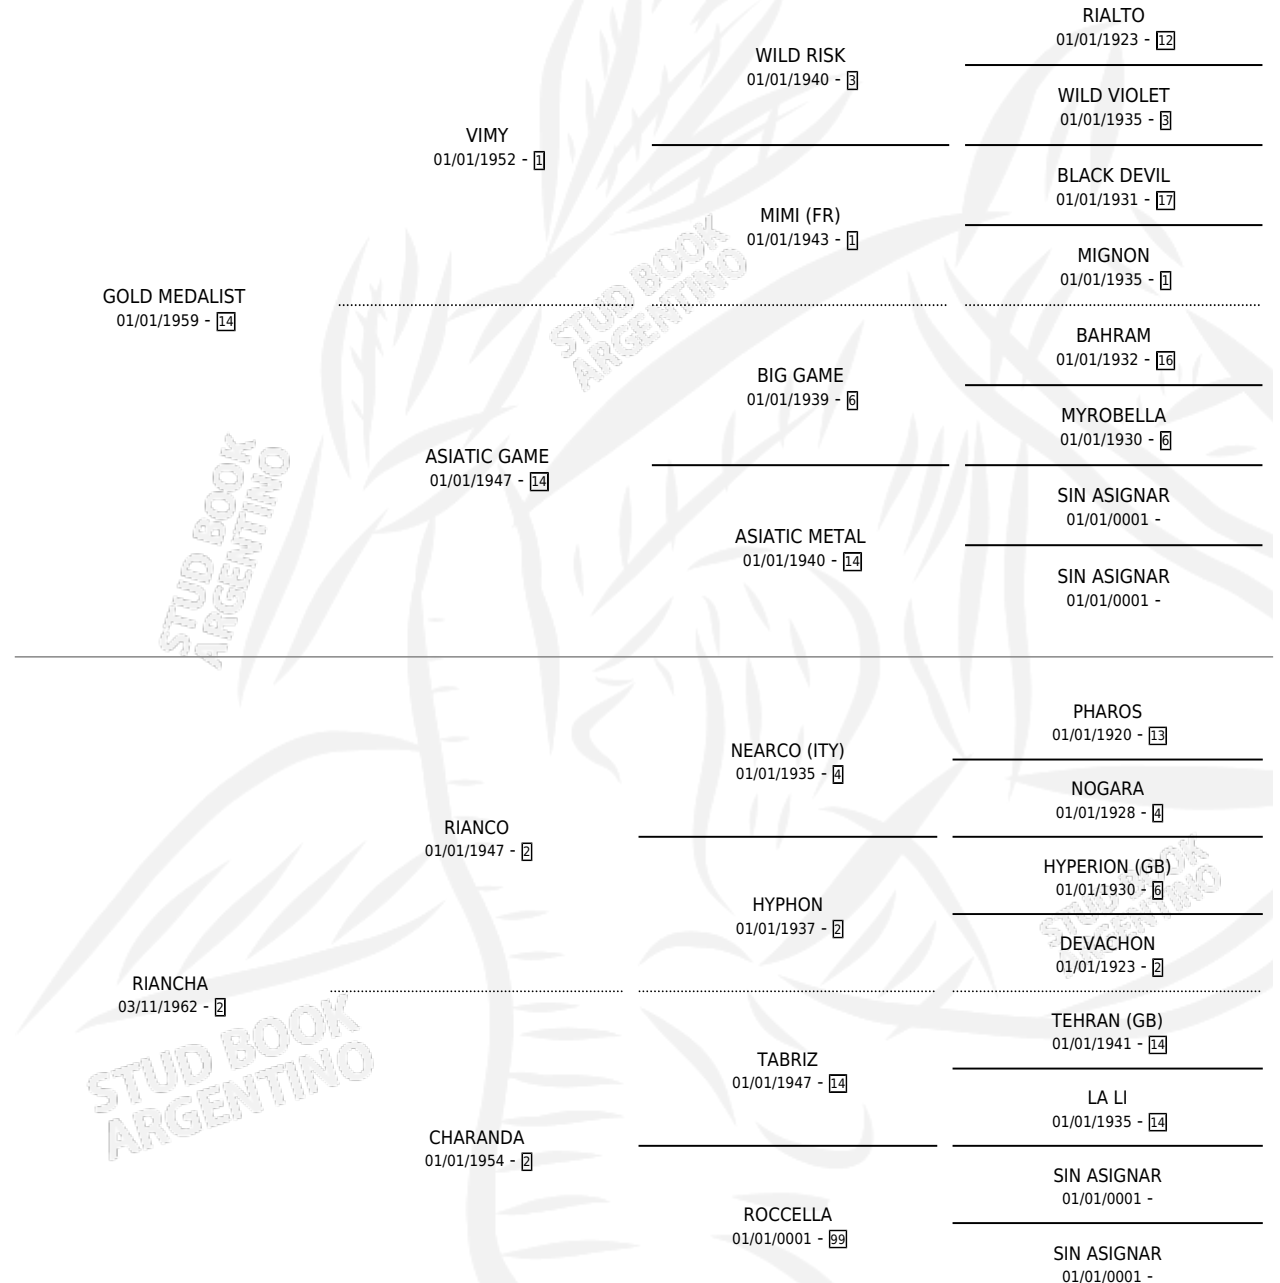 RIALTO
01/01/1923 - 12
WILD RISK
01/01/1940 - 3
WILD VIOLET
01/01/1935 - 3
VIMY
01/01/1952 - 1
BLACK DEVIL
01/01/1931 - 17
MIMI (FR)
01/01/1943 - 1
MIGNON
01/01/1935 - 1
GOLD MEDALIST
01/01/1959 - 14
BAHRAM
01/01/1932 - 16
BIG GAME
01/01/1939 - 6
MYROBELLA
01/01/1930 - 6
ASIATIC GAME
01/01/1947 - 14
SIN ASIGNAR
01/01/0001 -
ASIATIC METAL
01/01/1940 - 14
SIN ASIGNAR
01/01/0001 -
STUD BOOK
ARGENTINO
STUD BOOK
ARGENTINO
PHAROS
01/01/1920 - 13
NEARCO (ITY)
01/01/1935 - 4
NOGARA
01/01/1928 - 4
RIANCO
01/01/1947 - 2
HYPERION (GB)
01/01/1930 - 6
HYPHON
01/01/1937 - 2
DEVACHON
01/01/1923 - 2
RIANCHA
03/11/1962 - 2
TEHRAN (GB)
01/01/1941 - 14
TABRIZ
01/01/1947 - 14
LA LI
01/01/1935 - 14
CHARANDA
01/01/1954 - 2
SIN ASIGNAR
01/01/0001 -
ROCCELLA
01/01/0001 - 99
SIN ASIGNAR
01/01/0001 -
STUD BOOK
ARGENTINO
STUD BOOK
ARGENTINO